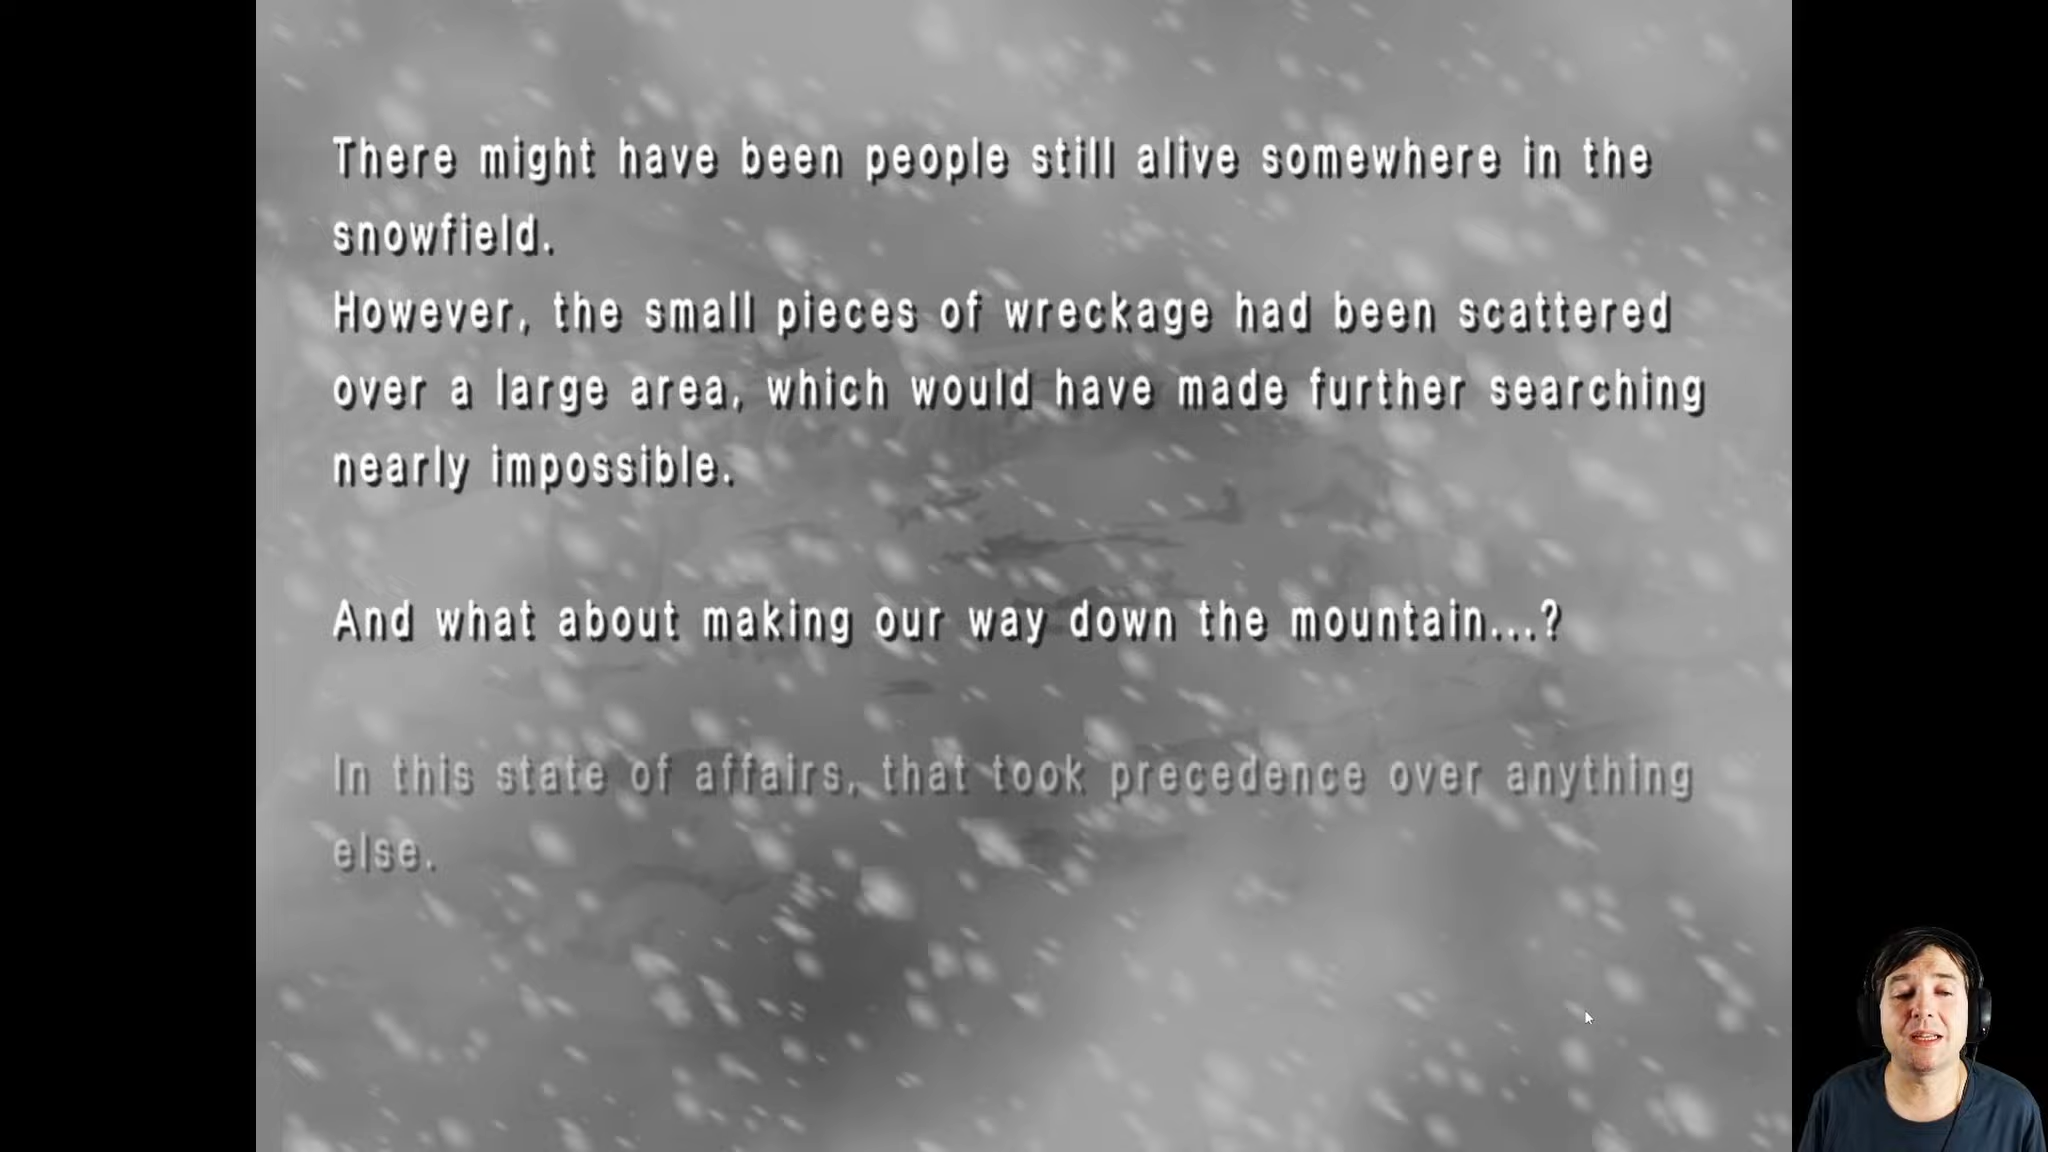 There might have been people still alive somewhere in the
snowfield.
However, the small pieces of wreckage had been scattered
over a large area, which would have made further searching
nearly impossible.
And what about making our way down the mountain...?
In this state of affairs, that took precedence over anything
else.